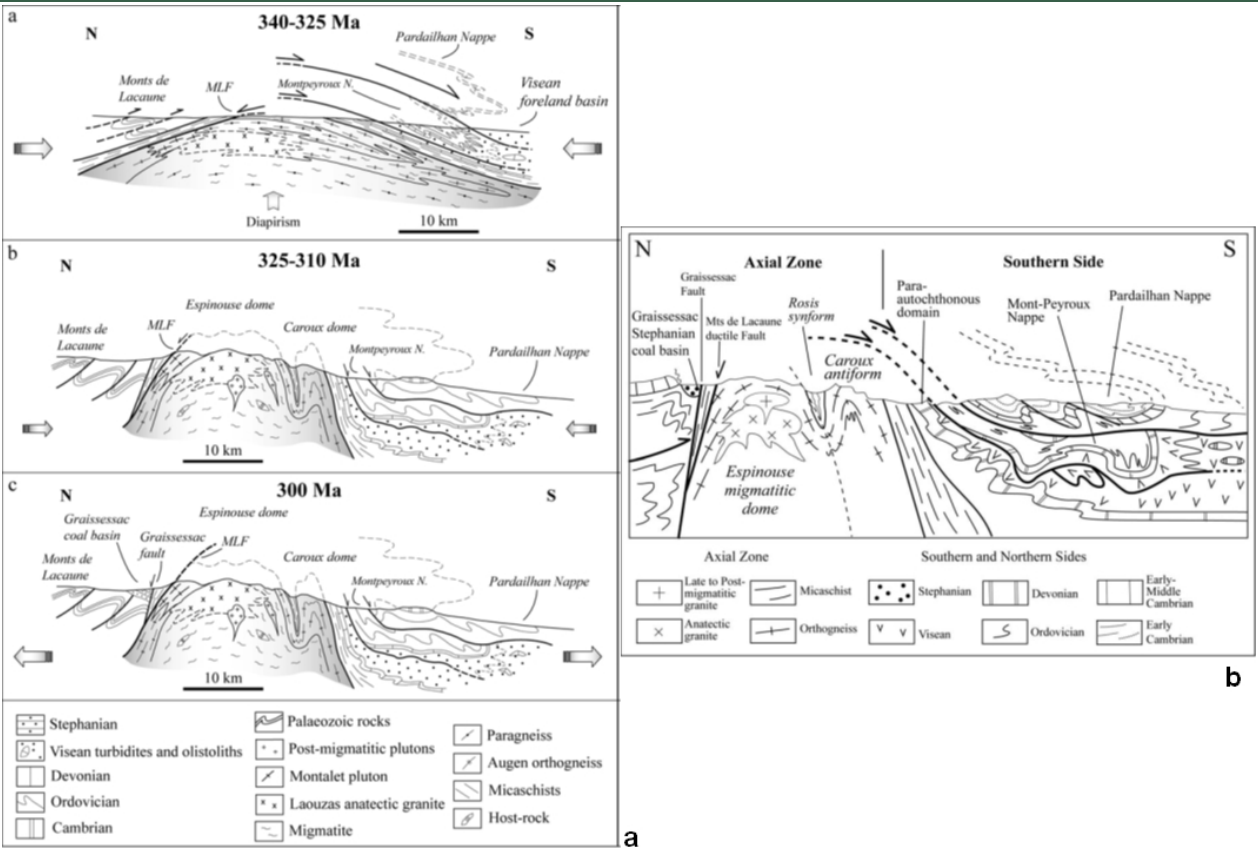 a
340-325 Ma
N
S
Pardailhan Nappe
Monts de
Lacaune
MLF
Montpeyroux N.
Visean
foreland basin
Diapirism
10 km
b
325-310 Ma
N
S
Espinouse dome
Monts de
Lacaune
MLF
Caroux dome
Montpeyroux N.
Pardailhan Nappe
10 km
c
300 Ma
N
S
Graissessac
coal basin
Graissessac
fault
Espinouse dome
MLF
Monts de
Lacaune
Caroux dome
Montpeyroux N.
Pardailhan Nappe
10 km
Stephanian
Visean turbidites and olistoliths
Devonian
Ordovician
Cambrian
Palaeozoic rocks
Post-migmatitic plutons
Montalet pluton
Laouzas anatectic granite
Migmatite
Paragneiss
Augen orthogneiss
Micaschists
Host-rock
a
N
Axial Zone
Southern Side
S
Graissessac
Fault
Graissessac
Stephanian
coal basin
Mts de Lacaune
ductile Fault
Rosis
synform
Caroux
antiform
Para-
autochthonous
domain
Mont-Peyroux
Nappe
Pardailhan Nappe
Espinouse
migmatitic
dome
Axial Zone
Southern and Northern Sides
Late to Post-
migmatitic
granite
Micaschist
Stephanian
Devonian
Early-
Middle
Cambrian
Anatectic
granite
Orthogneiss
Visean
Ordovician
Early
Cambrian
b